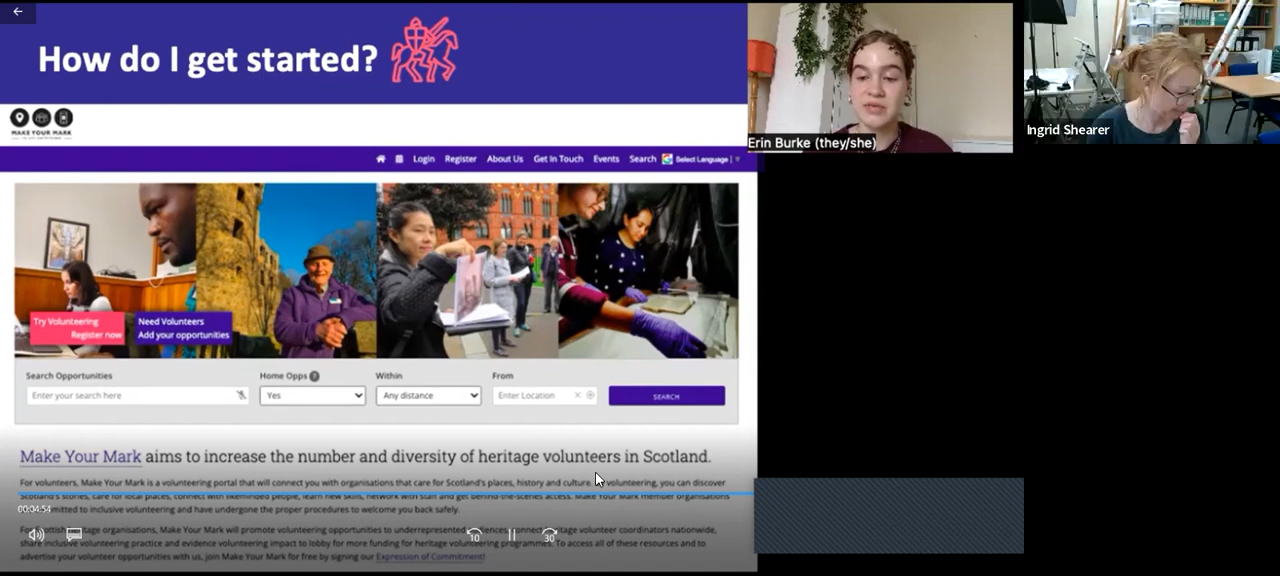 How do I get started?
Erin Burke (they/she)
Ingrid Shearer
MAKE YOUR MARK
Login Register About Us Get In Touch Events Search Select Language
Try Volunteering
Register now
Need Volunteers
Add your opportunities
Search Opportunities Home Opps ? Within From
Enter your search here Yes Any distance Enter Location SEARCH
Make Your Mark aims to increase the number and diversity of heritage volunteers in Scotland.
For volunteers, Make Your Mark is a volunteering portal that will connect you with organisations that care for Scotland's places, history and culture. volunteering, you can discover
Scotland's stories, care for local places, connect with likeminded people, learn new skills, network with staff and get behind-the-scenes access. Make Your Mark member organisations
00:04:54
mitted to inclusive volunteering and have undergone the proper procedures to welcome you back safely.
For heritage organisations, Make Your Mark will promote volunteering opportunities to underrepresented connect heritage volunteer coordinators nationwide,
share inclusive volunteering practice and evidence volunteering impact to lobby for more funding for heritage volunteering programmes. To access all of these resources and to
10 30
advertise your volunteer opportunities with us, join Make Your Mark for free by signing our Expression of Commitment!